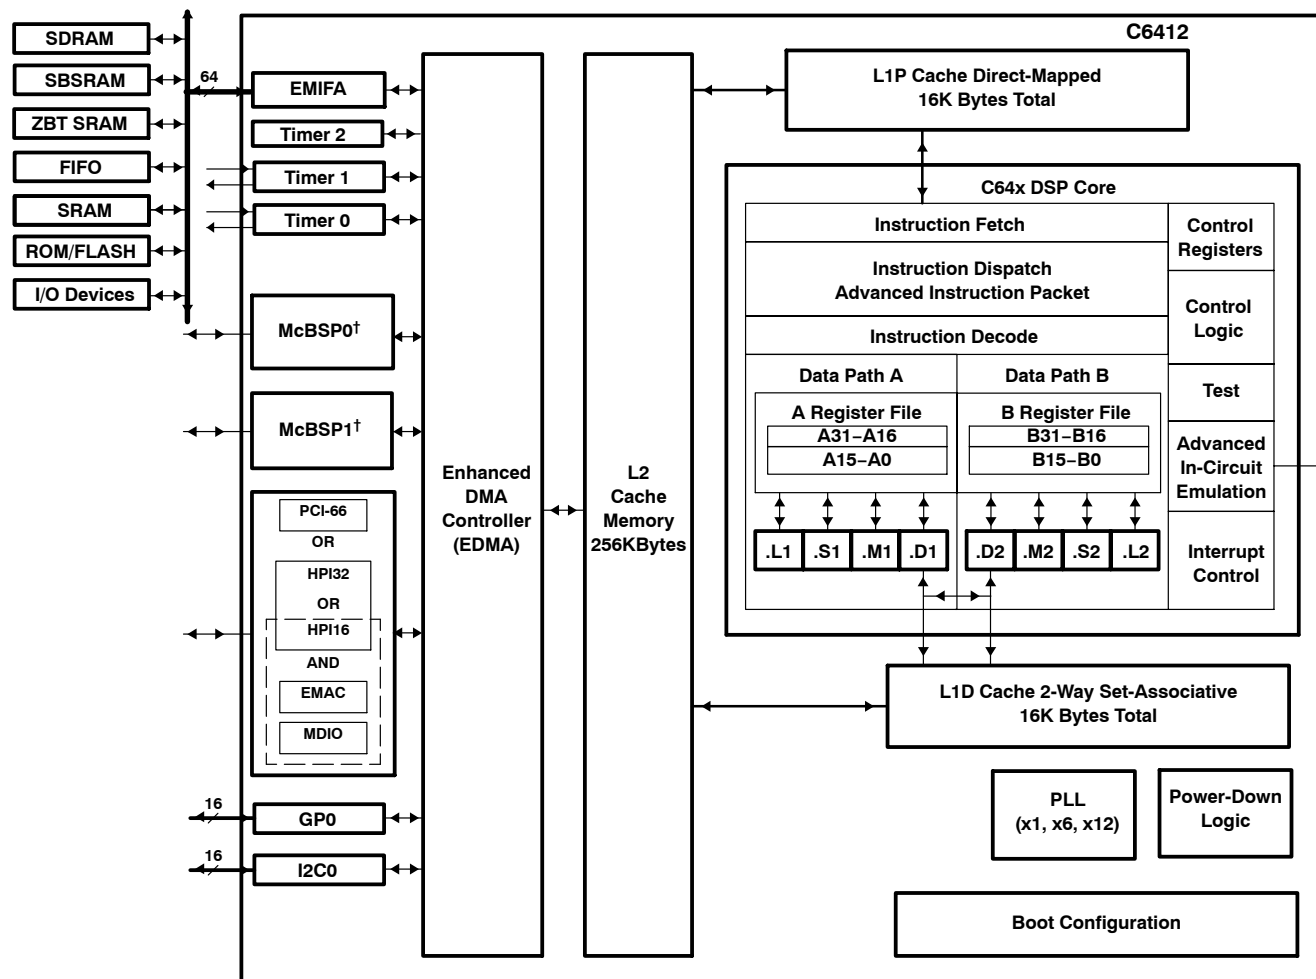 C6412
SDRAM
SBSRAM
ZBT SRAM
FIFO
SRAM
ROM/FLASH
I/O Devices
64
EMIFA
Timer 2
Timer 1
Timer 0
McBSP0†
McBSP1†
PCI-66
OR
HPI32
OR
HPI16
AND
EMAC
MDIO
16
GP0
16
I2C0
Enhanced
DMA
Controller
(EDMA)
L2
Cache
Memory
256KBytes
L1P Cache Direct-Mapped
16K Bytes Total
C64x DSP Core
Instruction Fetch
Instruction Dispatch
Advanced Instruction Packet
Instruction Decode
Data Path A
Data Path B
A Register File
A31–A16
A15–A0
B Register File
B31–B16
B15–B0
.L1 .S1 .M1 .D1 .D2 .M2 .S2 .L2
Control
Registers
Control
Logic
Test
Advanced
In-Circuit
Emulation
Interrupt
Control
L1D Cache 2-Way Set-Associative
16K Bytes Total
PLL
(x1, x6, x12)
Power-Down
Logic
Boot Configuration